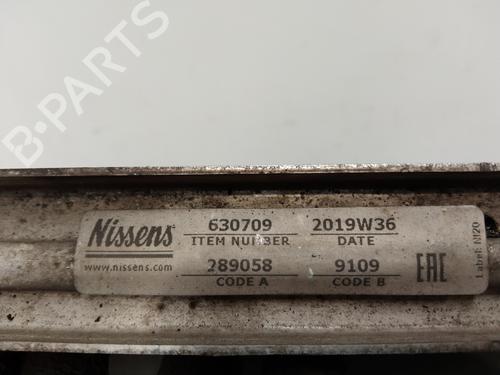 B-PARTS
Nissens
www.nissens.com
630709
ITEM NUMBER
2019W36
DATE
289058
CODE A
9109
CODE B
EAC
Label: NI20